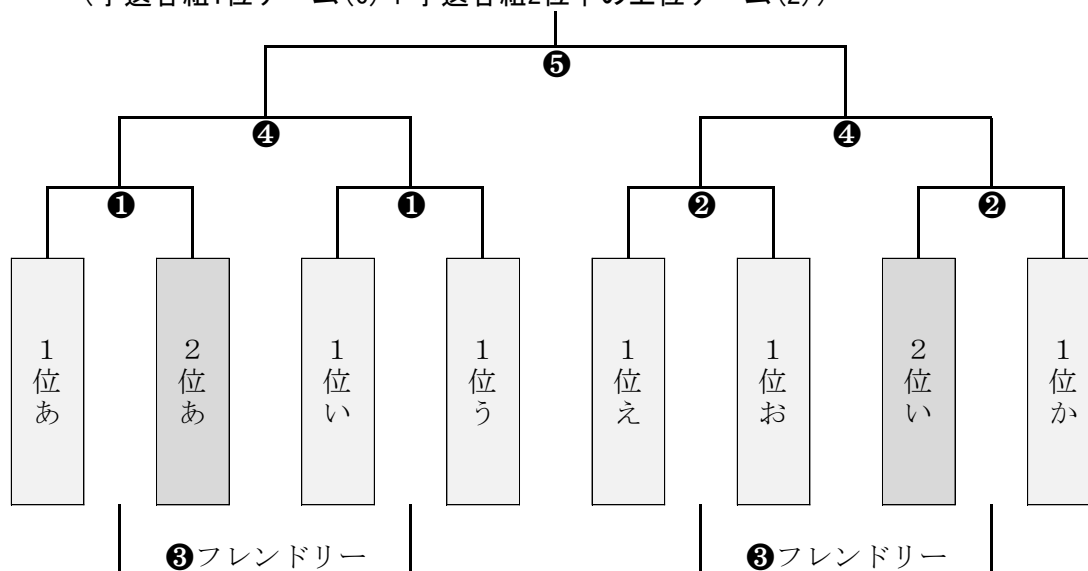 (予選各組1位チーム(6)+予選各組2位中の上位チーム(2))
❺
❹ ❹
❶ ❶ ❷ ❷
1位あ 2位あ 1位い 1位う 1位え 1位お 2位い 1位か
❸フレンドリー ❸フレンドリー